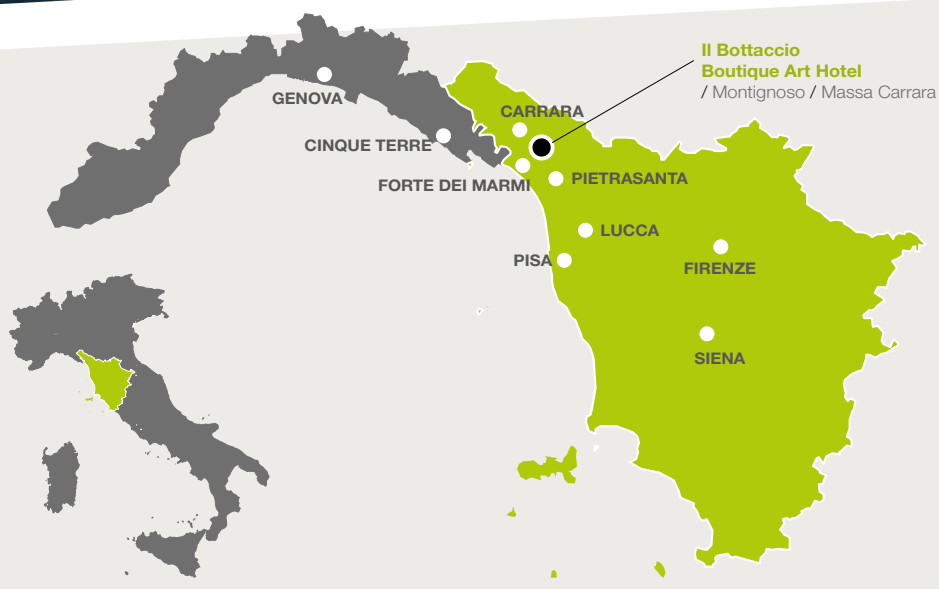 Il Bottaccio
Boutique Art Hotel
/ Montignoso / Massa Carrara
GENOVA
CARRARA
CINQUE TERRE
FORTE DEI MARMI
PIETRASANTA
LUCCA
PISA
FIRENZE
SIENA